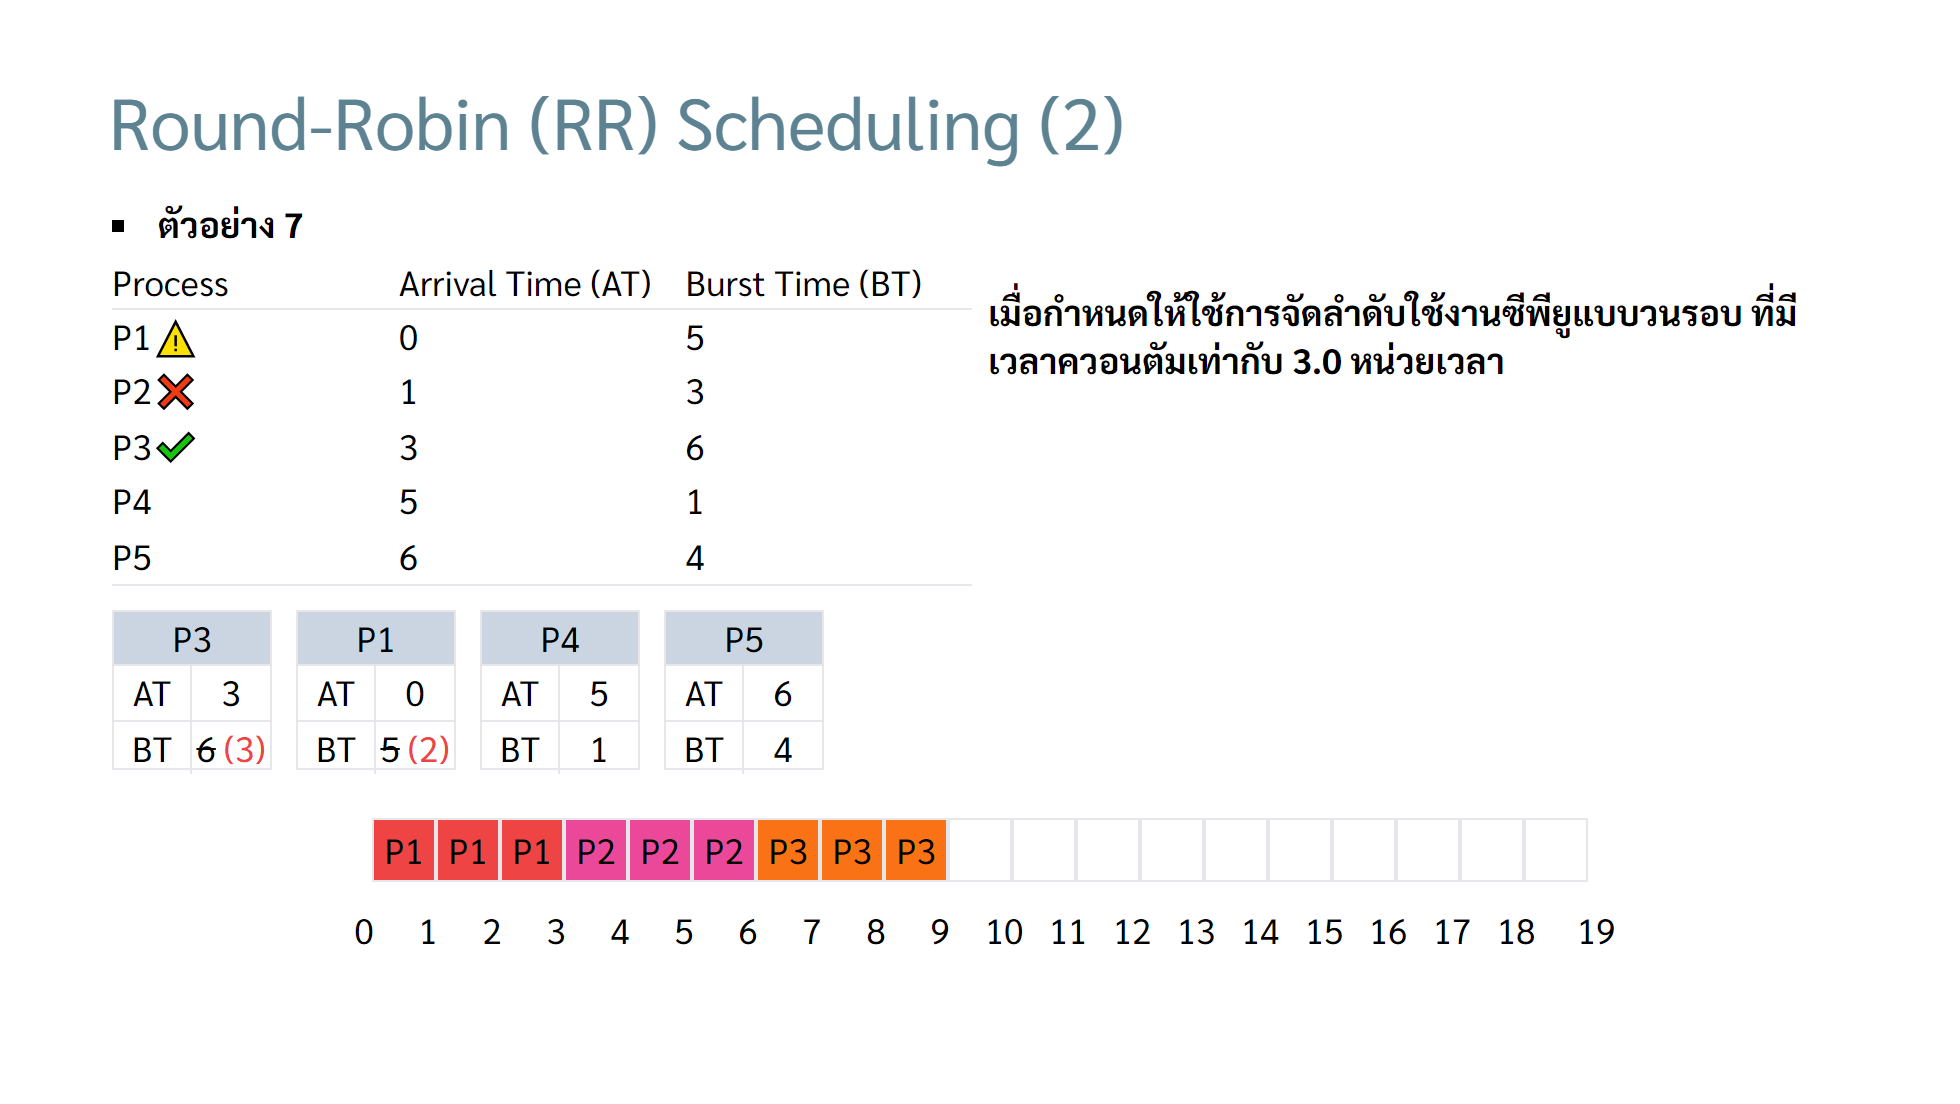 Round-Robin (RR) Scheduling (2)
▪ ตัวอย่าง 7
Process Arrival Time (AT) Burst Time (BT)
P1 0 5
P2 1 3
P3 3 6
P4 5 1
P5 6 4
เมื่อกำหนดให้ใช้การจัดลำดับใช้งานซีพียูแบบวนรอบ ที่มี
เวลาควอนตัมเท่ากับ 3.0 หน่วยเวลา
P3 P1 P4 P5
AT 3 AT 0 AT 5 AT 6
BT 6 (3) BT 5 (2) BT 1 BT 4
P1 P1 P1 P2 P2 P2 P3 P3 P3
0 1 2 3 4 5 6 7 8 9 10 11 12 13 14 15 16 17 18 19